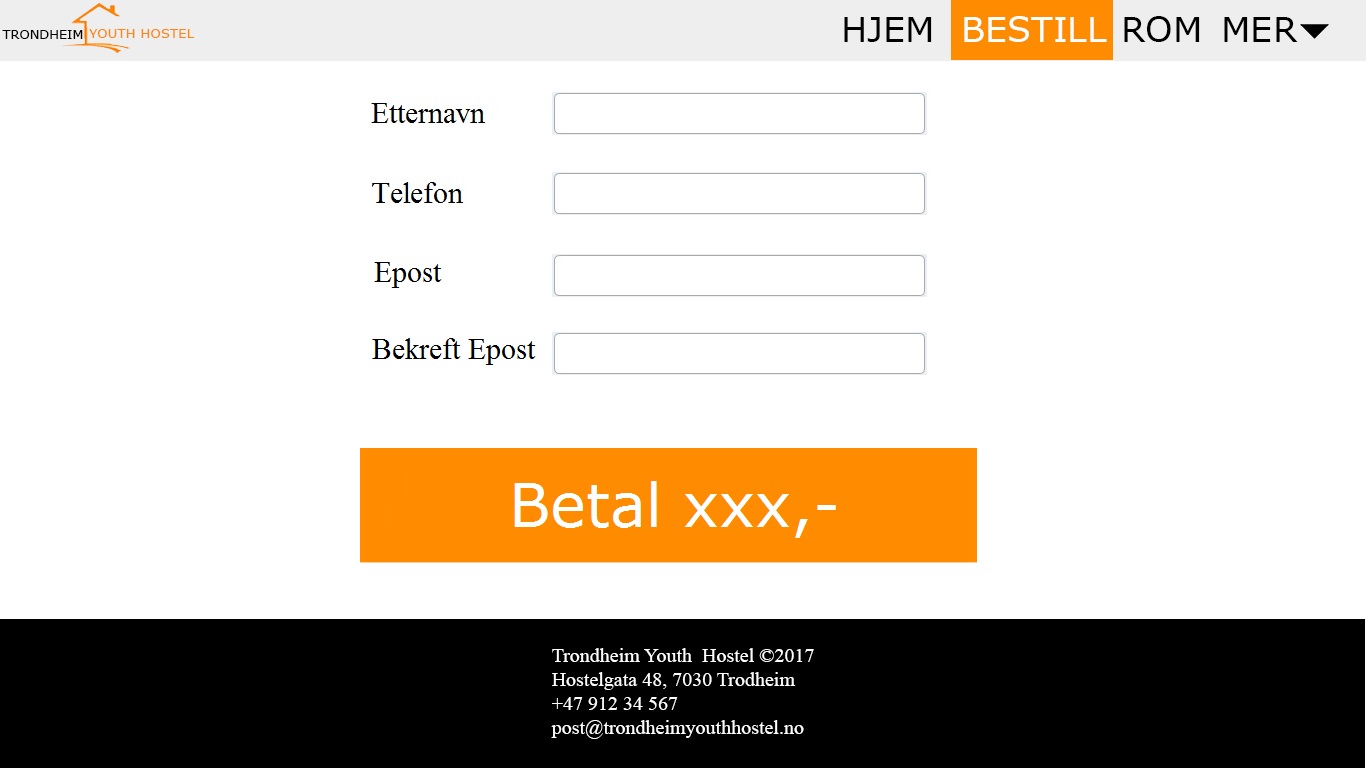 TRONDHEIM YOUTH HOSTEL
HJEM BESTILL ROM MER
Etternavn
Telefon
Epost
Bekreft Epost
Betal xxx,-
Trondheim Youth Hostel ©2017
Hostelgata 48, 7030 Trodheim
+47 912 34 567
post@trondheimyouthhostel.no